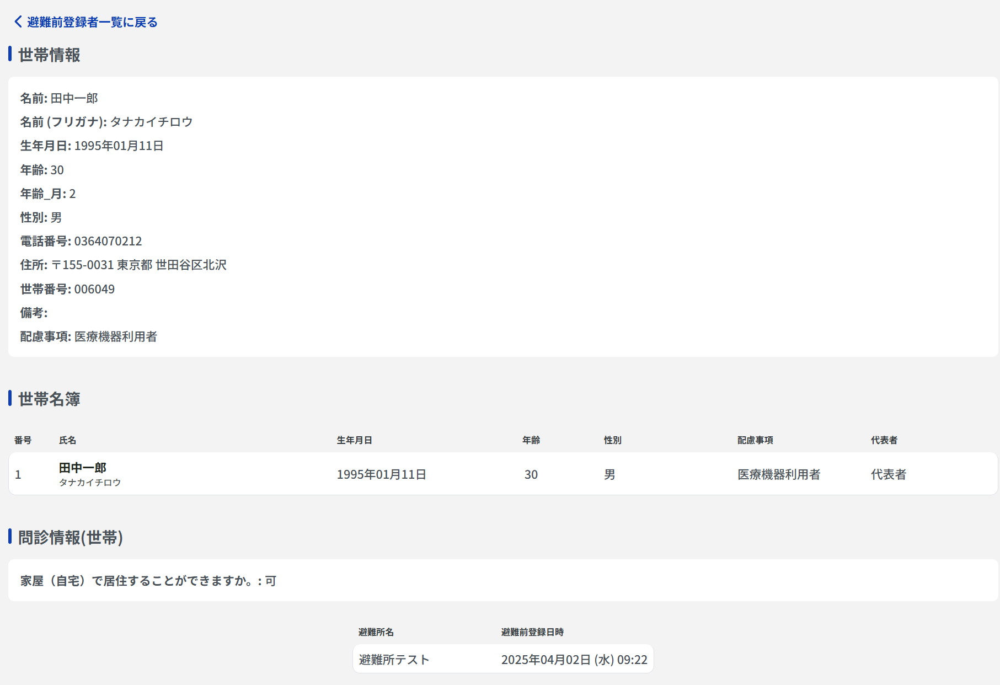 避難前登録者一覧に戻る
世帯情報
名前: 田中一郎
名前 (フリガナ): タナカイチロウ
生年月日: 1995年01月11日
年齢: 30
年齢_月: 2
性別: 男
電話番号: 0364070212
住所: 〒155-0031 東京都 世田谷区北沢
世帯番号: 006049
備考:
配慮事項: 医療機器利用者
世帯名簿
番号 氏名 生年月日 年齢 性別 配慮事項 代表者
1 田中一郎 1995年01月11日 30 男 医療機器利用者 代表者
タナカイチロウ
問診情報(世帯)
家屋（自宅）で居住することができますか。: 可
避難所名 避難前登録日時
避難所テスト 2025年04月02日 (水) 09:22